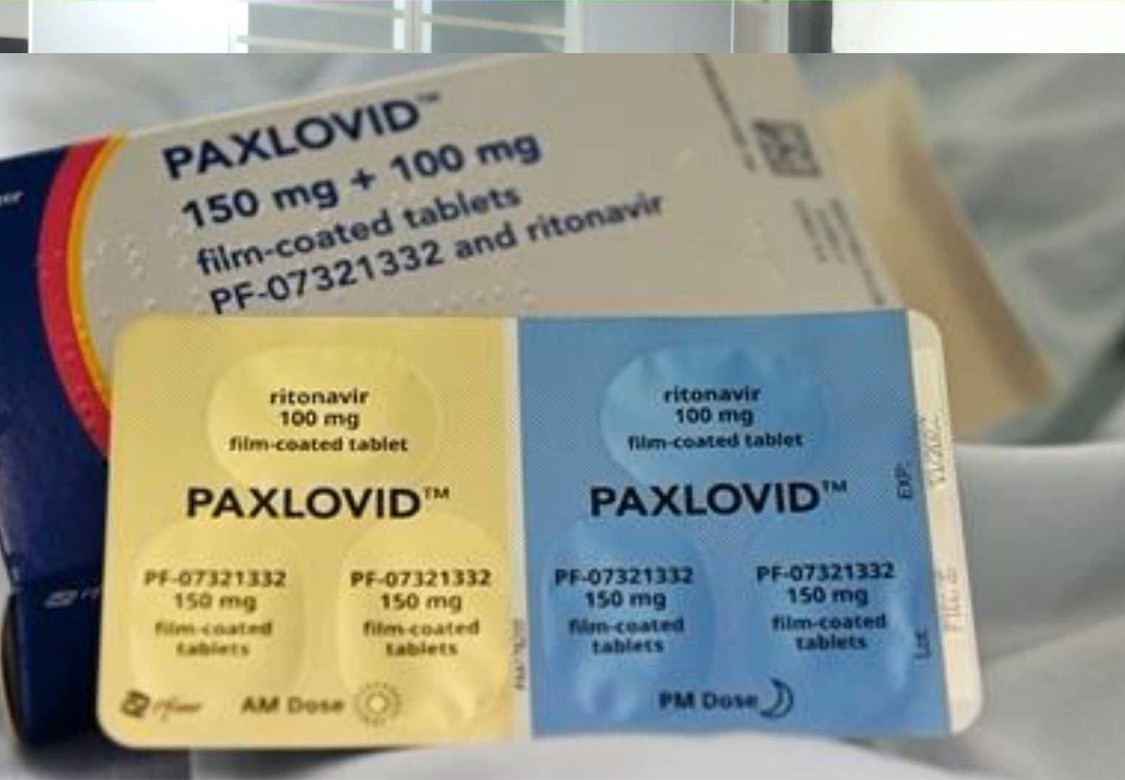 PAXLOVID™
150 mg + 100 mg
film-coated tablets
PF-07321332 and ritonavir
ritonavir
100 mg
film-coated tablet
PAXLOVID™
PF-07321332
150 mg
film-coated
tablets
PF-07321332
150 mg
film-coated
tablets
Pfizer
AM Dose
ritonavir
100 mg
film-coated tablet
PAXLOVID™
PF-07321332
150 mg
film-coated
tablets
PF-07321332
150 mg
film-coated
tablets
PM Dose
EXP:
Lot: